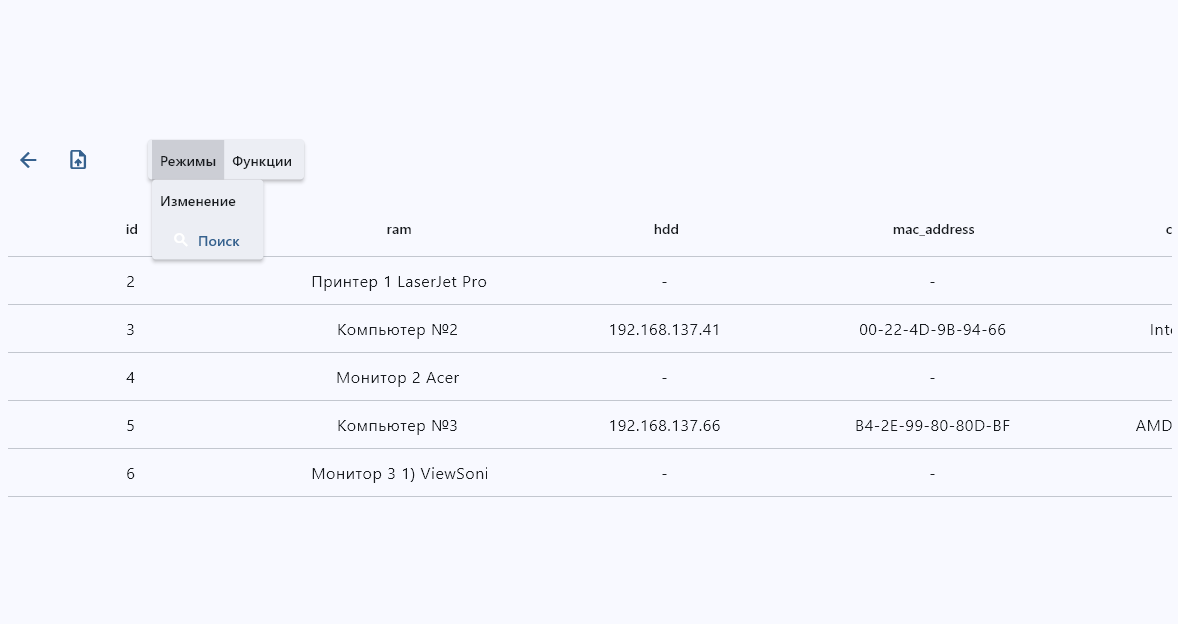 Режимы Функции
Изменение
Поиск
id ram hdd mac_address c
2 Принтер 1 LaserJet Pro - -
3 Компьютер №2 192.168.137.41 00-22-4D-9B-94-66 Inte
4 Монитор 2 Acer - -
5 Компьютер №3 192.168.137.66 B4-2E-99-80-80D-BF AMD
6 Монитор 3 1) ViewSoni - -